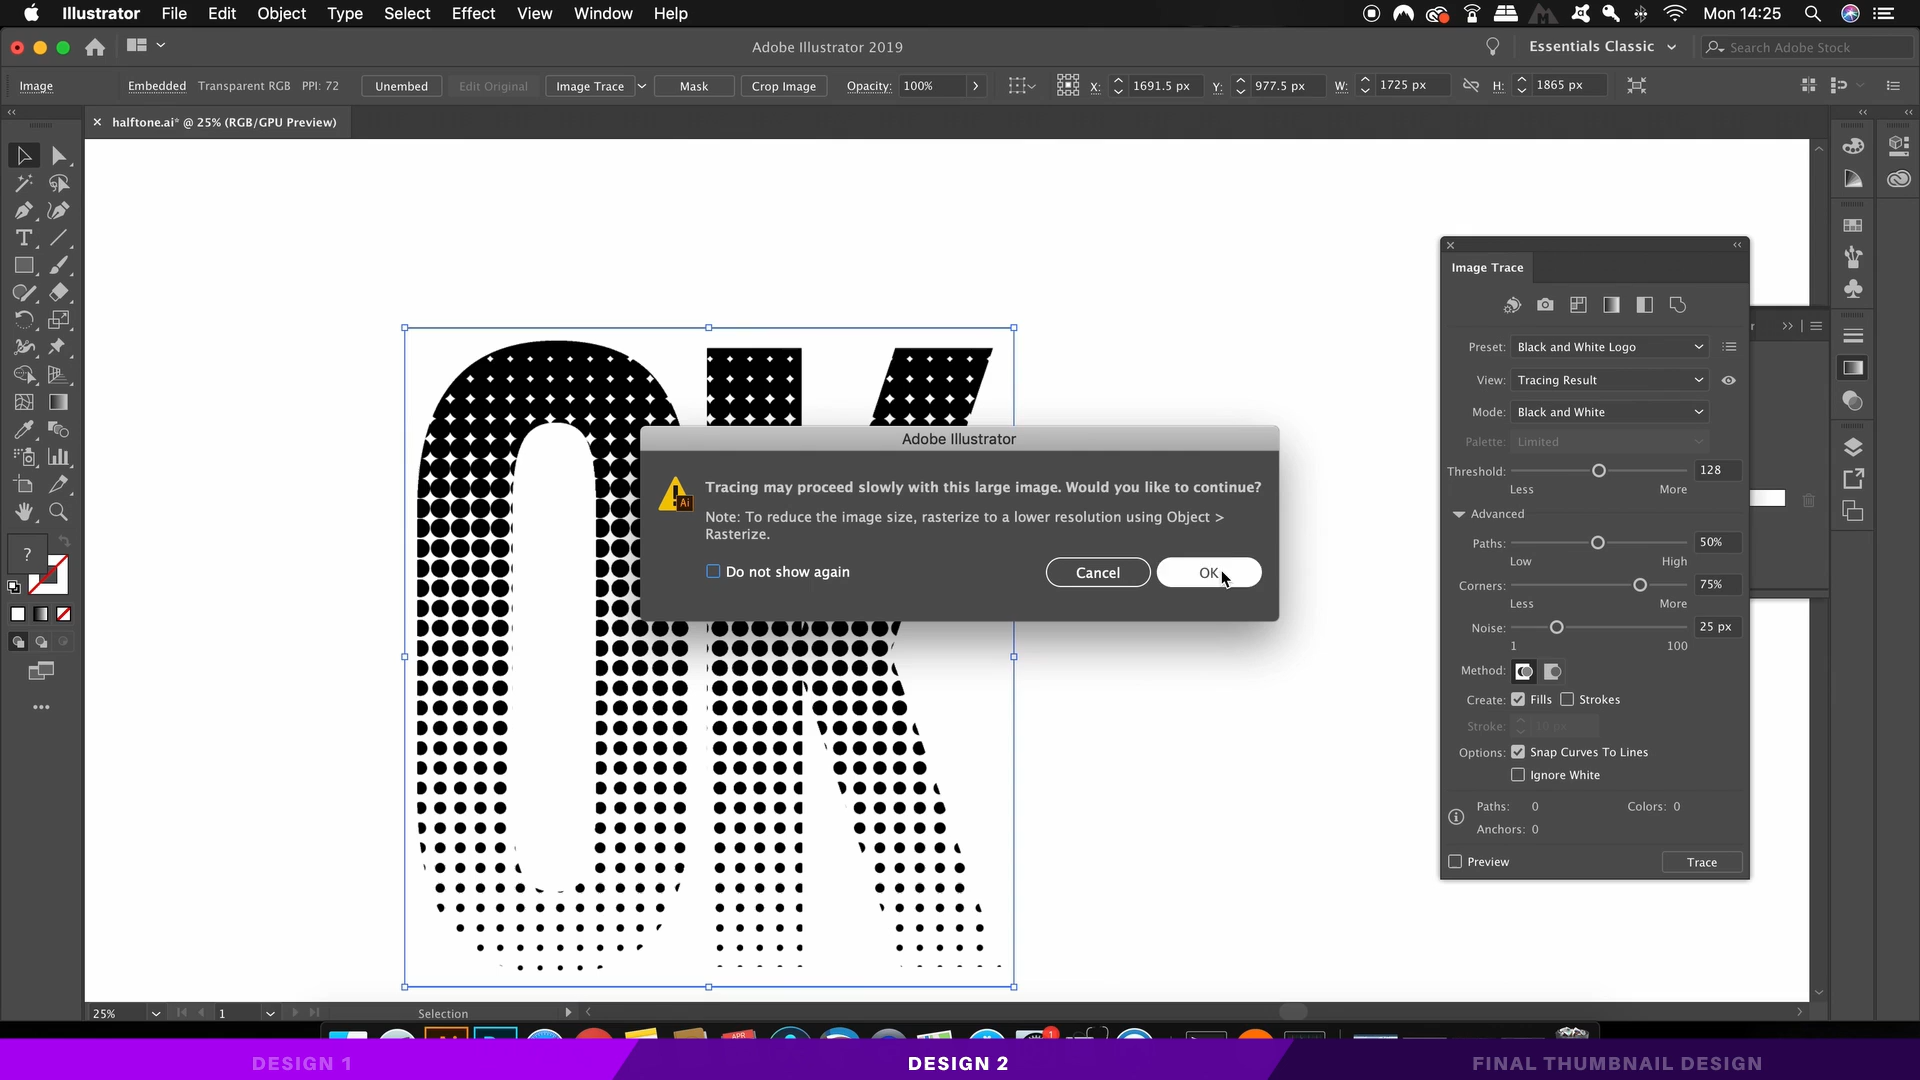 Illustrator File Edit Object Type Select Effect View Window Help
Mon 14:25
Adobe Illustrator 2019
Essentials Classic
Search Adobe Stock
Image
Embedded Transparent RGB PPI: 72
Unembed
Edit Original
Image Trace
Mask
Crop Image
Opacity: 100%
X: 1691.5 px
Y: 977.5 px
W: 1725 px
H: 1865 px
halftone.ai* @ 25% (RGB/GPU Preview)
OK
Adobe Illustrator
Ai
Tracing may proceed slowly with this large image. Would you like to continue?
Note: To reduce the image size, rasterize to a lower resolution using Object >
Rasterize.
Do not show again
Cancel
OK
?
Image Trace
Preset: Black and White Logo
View: Tracing Result
Mode: Black and White
Palette: Limited
Threshold: 128
Less More
Advanced
Paths: 50%
Low High
Corners: 75%
Less More
Noise: 25 px
1 100
Method:
Create: Fills Strokes
Stroke: 10 px
Options: Snap Curves To Lines
Ignore White
Paths: 0 Colors: 0
Anchors: 0
Preview
Trace
25%
1
Selection
DESIGN 1
DESIGN 2
FINAL THUMBNAIL DESIGN